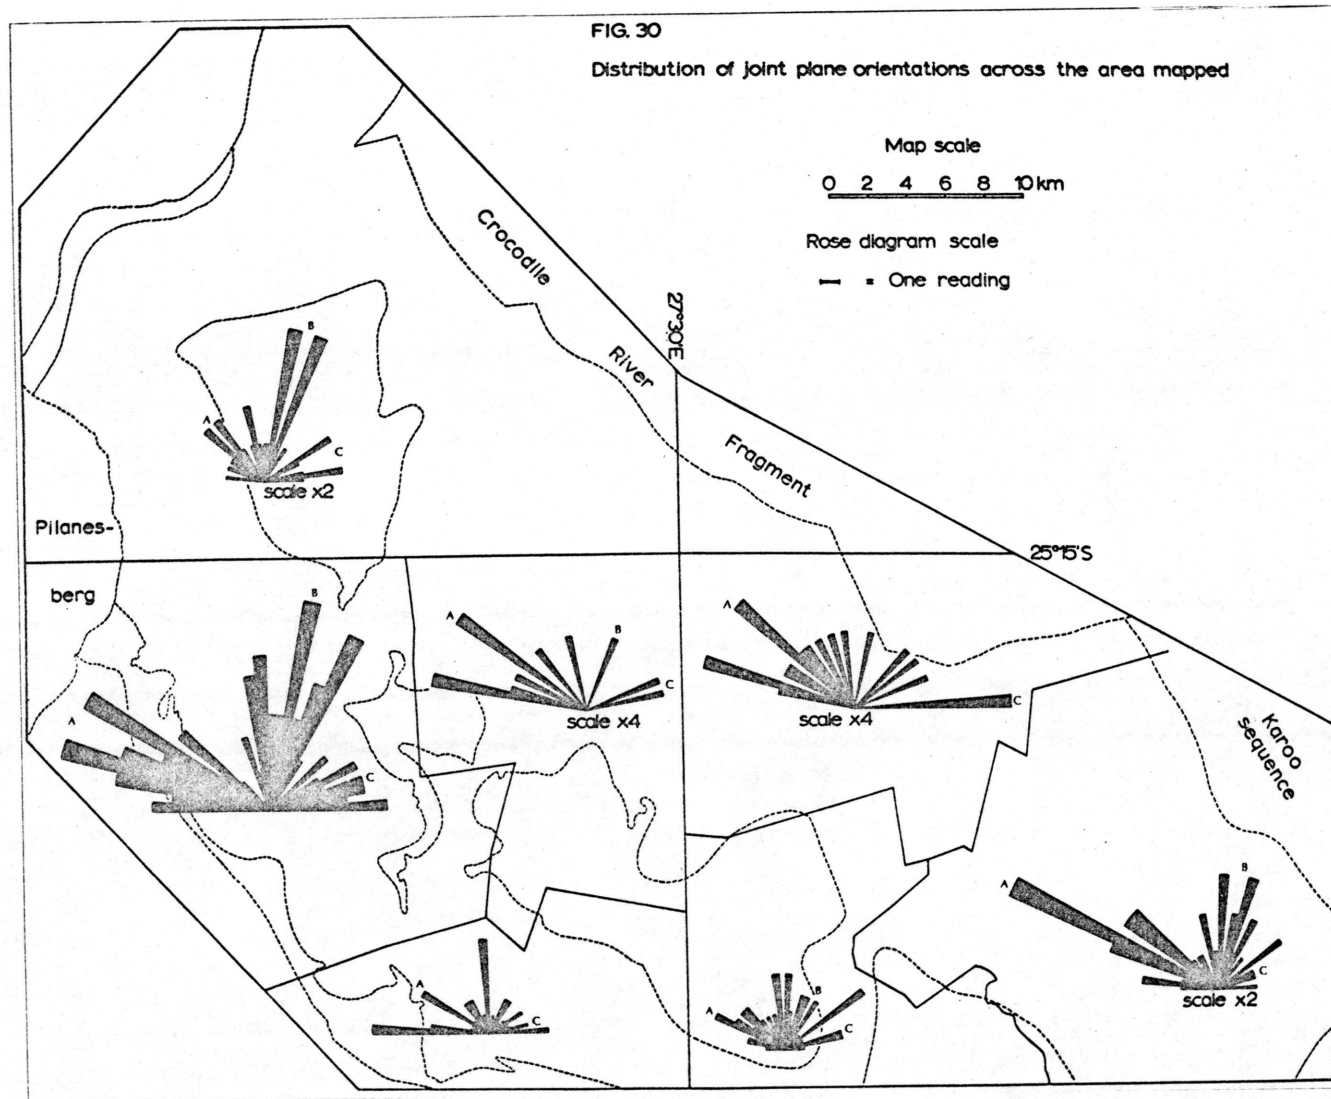 FIG. 30
Distribution of joint plane orientations across the area mapped
Map scale
0 2 4 6 8 10 km
Rose diagram scale
= One reading
Crocodile
River
Fragment
27°30'E
25°15'S
Pilanes-
berg
Karoo
sequence
A
B
C
scale x2
A
B
C
A
B
C
scale x4
A
C
scale x4
A
B
C
scale x2
A
C
A
B
C